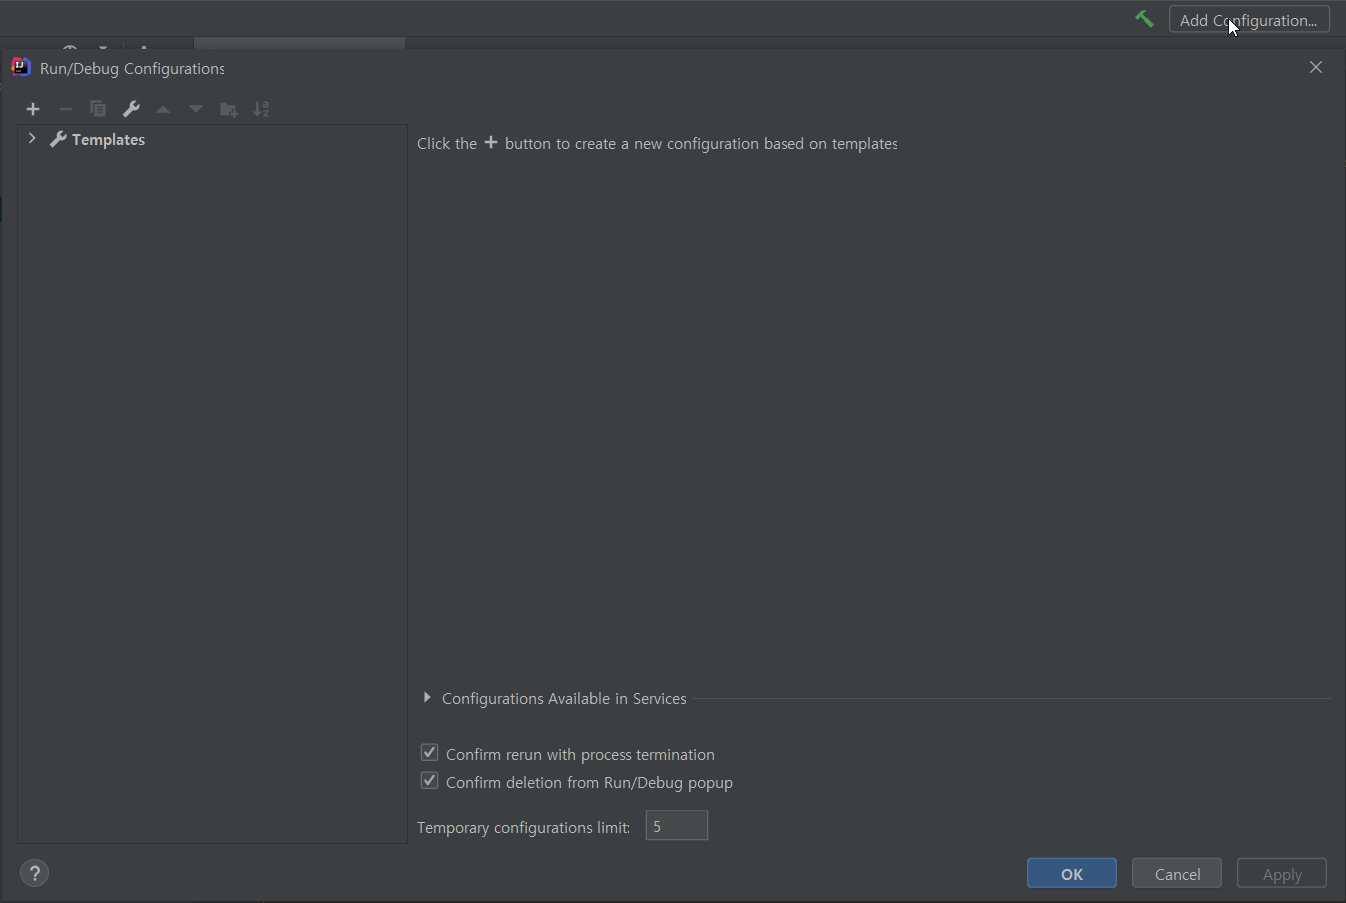 Add Configuration...
Run/Debug Configurations
Templates
Click the + button to create a new configuration based on templates
Configurations Available in Services
Confirm rerun with process termination
Confirm deletion from Run/Debug popup
Temporary configurations limit: 5
? OK Cancel Apply